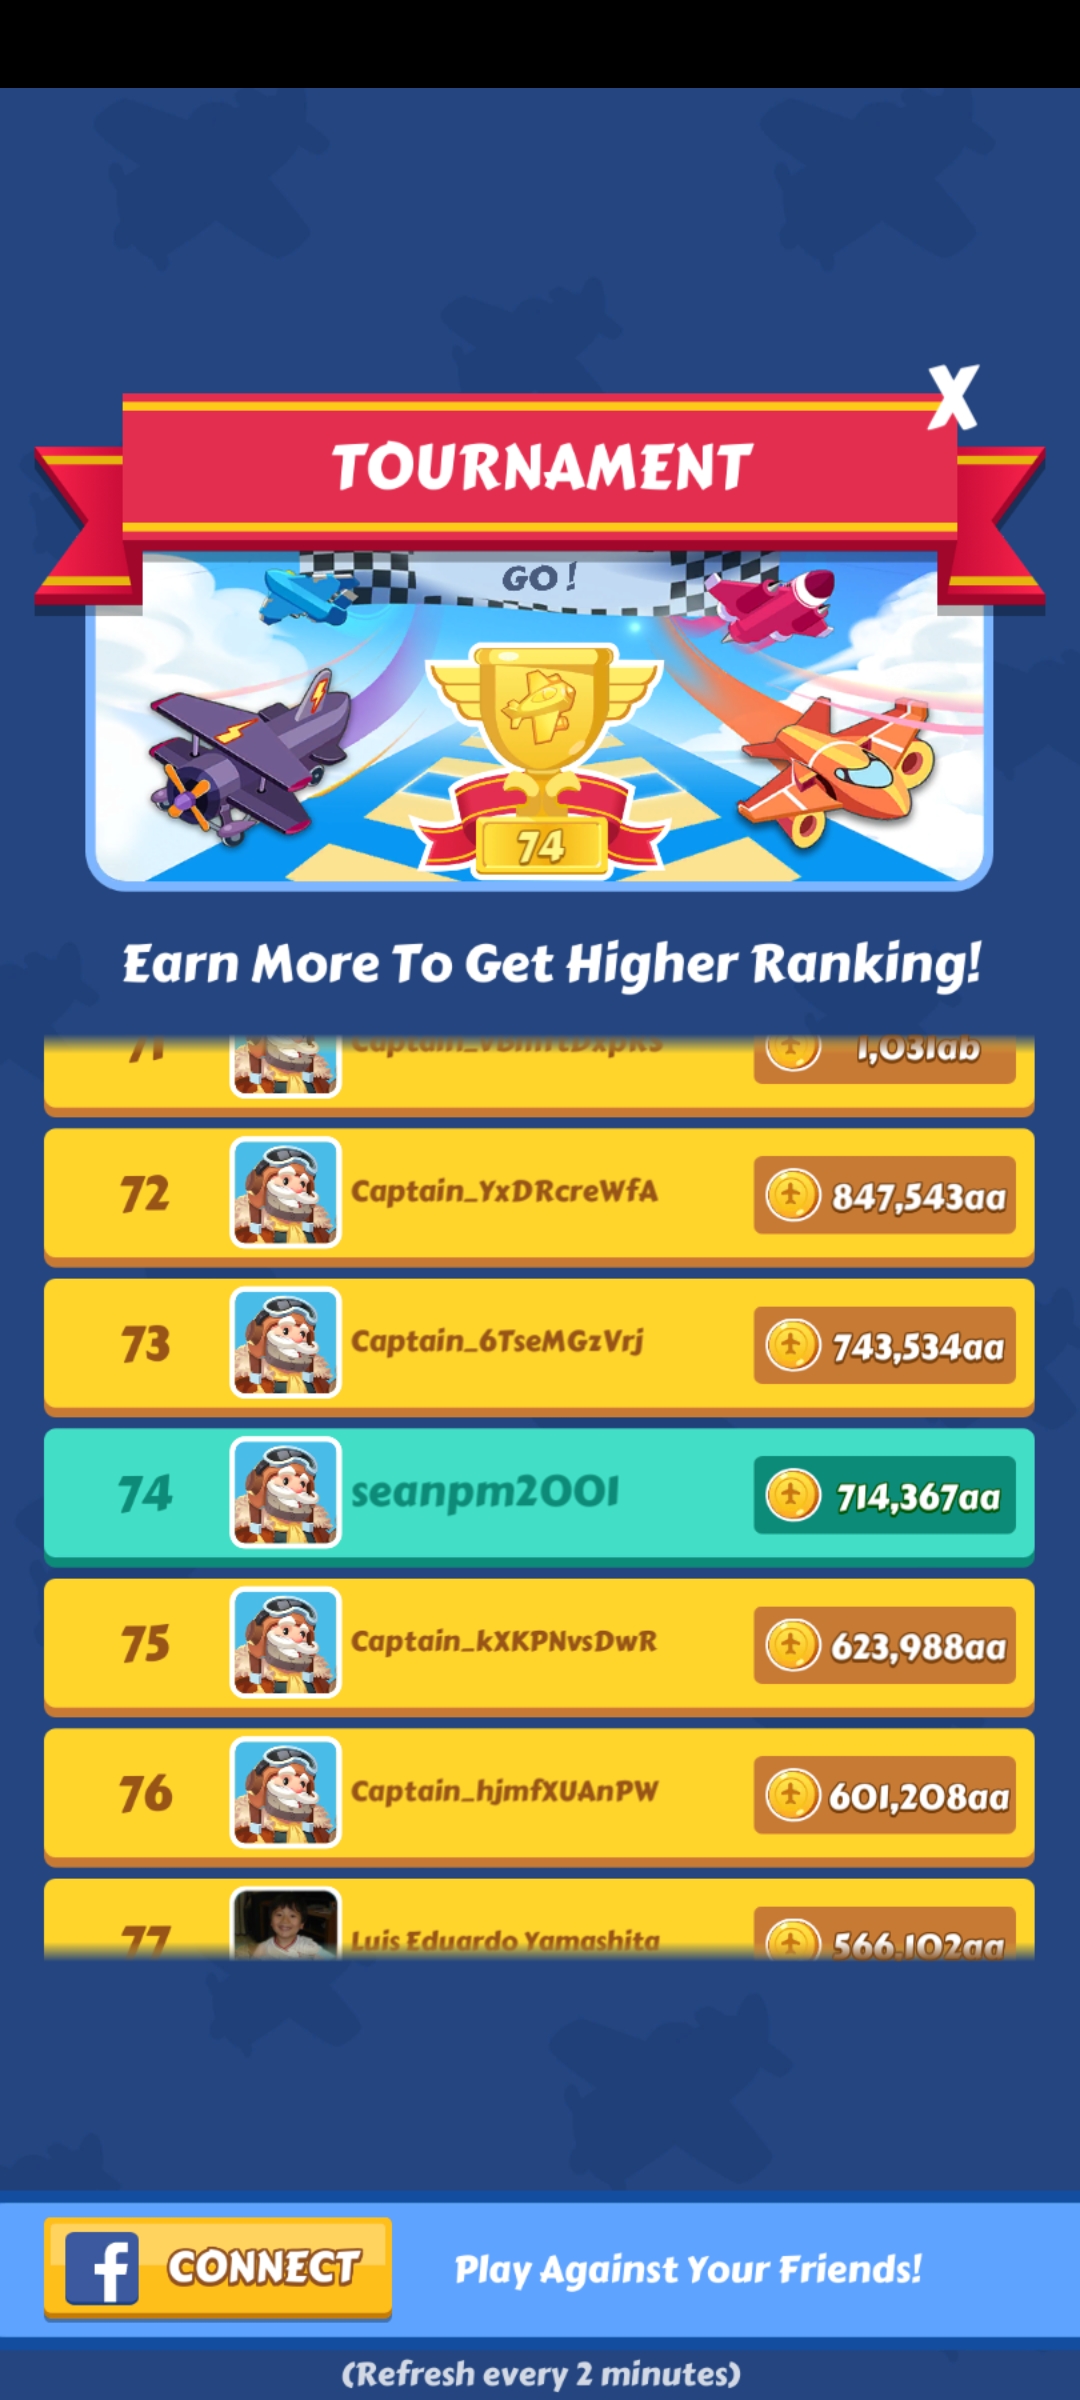 X
TOURNAMENT
GO!
74
Earn More To Get Higher Ranking!
71 1,031ab
72 Captain_YxDRcreWfA 847,543aa
73 Captain_6TseMGzVrj 743,534aa
74 seanpm2001 714,367aa
75 Captain_kXKPNvsDwR 623,988aa
76 Captain_hjmfXUAnPW 601,208aa
77 Luis Eduardo Yamashita 566,102aa
f CONNECT Play Against Your Friends!
(Refresh every 2 minutes)